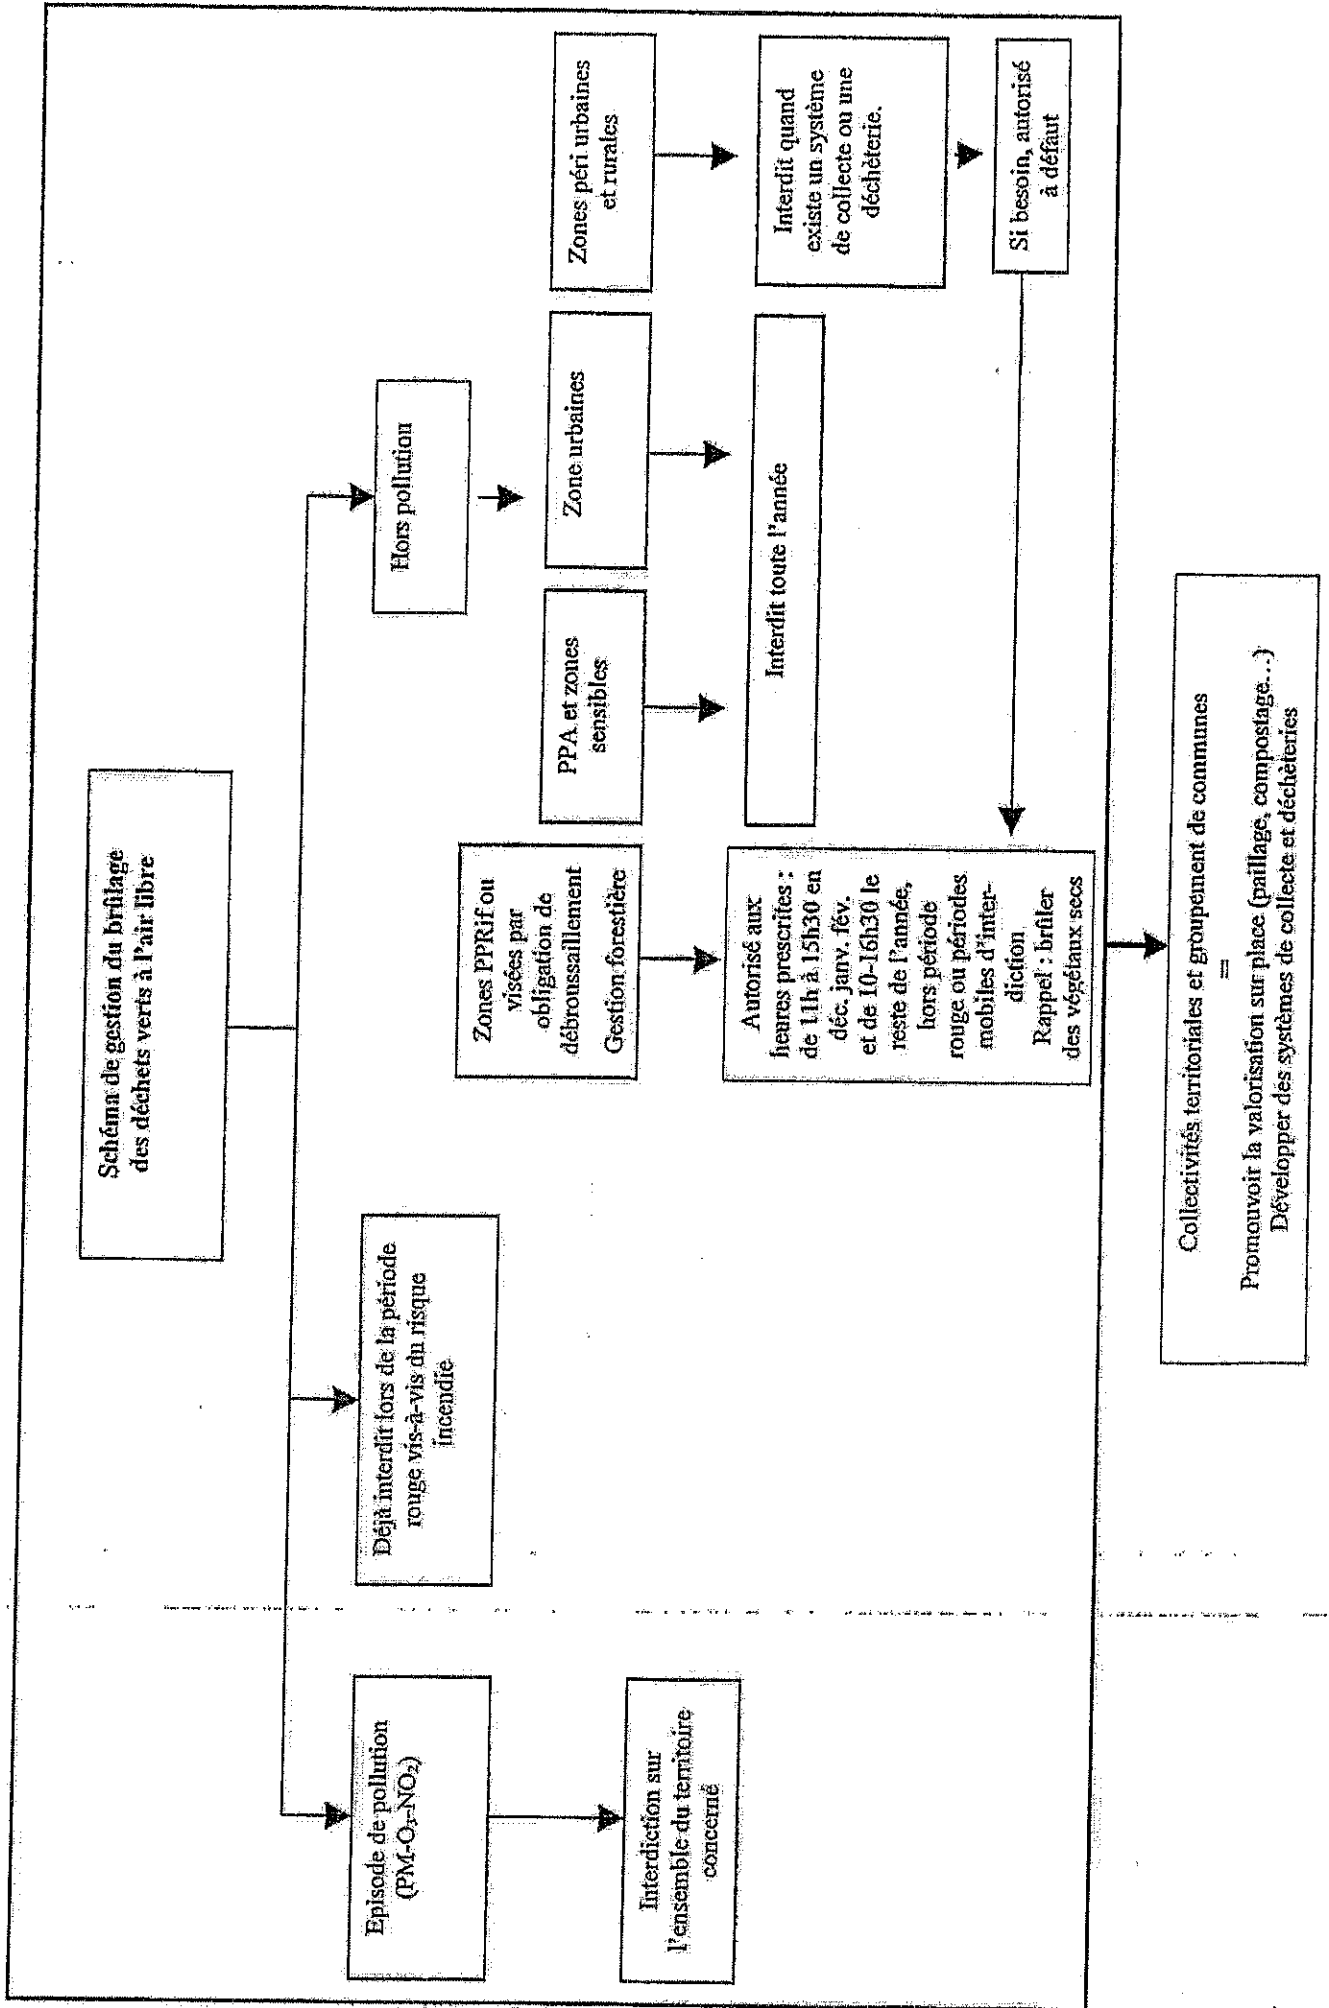 Schéma de gestion du brûlage
des déchets verts à l'air libre
Episode de pollution
(PM-O₃-NO₂)
Interdiction sur
l'ensemble du territoire
concerné
Déjà interdit lors de la période
rouge vis-à-vis du risque
incendie
Hors pollution
Zones PPRif ou
visées par
obligation de
débroussaillement
Gestion forestière
PPA et zones
sensibles
Zone urbaines
Zones péri urbaines
et rurales
Autorisé aux
heures prescrites :
de 11h à 15h30 en
déc. janv. fév.
et de 10-16h30 le
reste de l'année,
hors période
rouge ou périodes
mobiles d'inter-
diction
Rappel : brûler
des végétaux secs
Interdit toute l'année
Interdit quand
existe un système
de collecte ou une
déchèterie.
Si besoin, autorisé
à défaut
Collectivités territoriales et groupement de communes
=
Promouvoir la valorisation sur place (paillage, compostage…)
Développer des systèmes de collecte et déchèteries